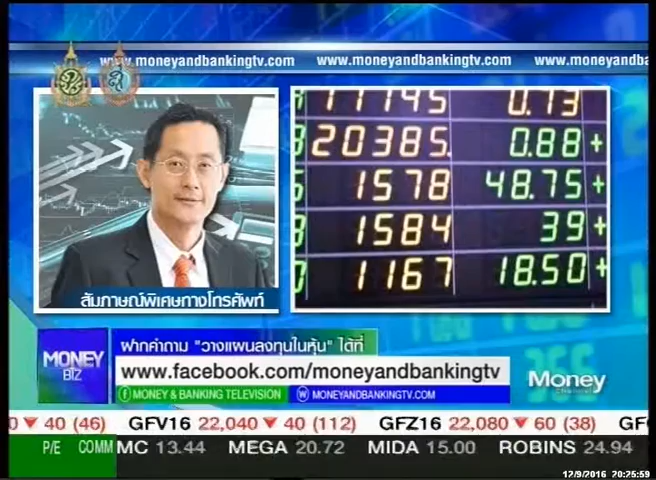 www.moneyandbankingtv.com www.moneyandbankingtv.com www.moneyandba
11145 0.73
20385. 0.88 +
1578 48.75 +
1584 39 +
1167 18.50 +
สัมภาษณ์พิเศษทางโทรศัพท์
MONEY
BIZ
ฝากคำถาม "วางแผนลงทุนในหุ้น" ได้ที่
www.facebook.com/moneyandbankingtv
f MONEY & BANKING TELEVISION W MONEYANDBANKINGTV.COM
Money
Channel
0 ▼ 40 (46) GFV16 22,040 ▼ 40 (112) GFZ16 22,080 ▼ 60 (38) GF
P/E COMM MC 13.44 MEGA 20.72 MIDA 15.00 ROBINS 24.94
12/9/2016 20:25:59